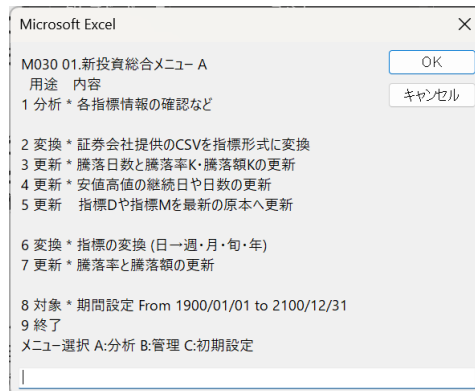 Microsoft Excel
M030 01.新投資総合メニュー A
用途 内容
1 分析 * 各指標情報の確認など
2 変換 * 証券会社提供のCSVを指標形式に変換
3 更新 * 騰落日数と騰落率K・騰落額Kの更新
4 更新 * 安値高値の継続日や日数の更新
5 更新 指標Dや指標Mを最新の原本へ更新
6 変換 * 指標の変換 (日→週・月・旬・年)
7 更新 * 騰落率と騰落額の更新
8 対象 * 期間設定 From 1900/01/01 to 2100/12/31
9 終了
メニュー選択 A:分析 B:管理 C:初期設定
OK
キャンセル